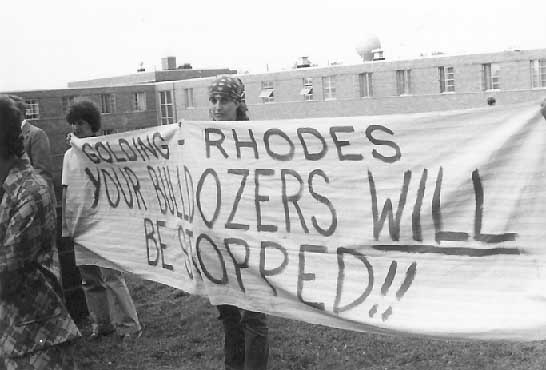 GOLDING - RHODES
YOUR BULLDOZERS WILL
BE STOPPED!!